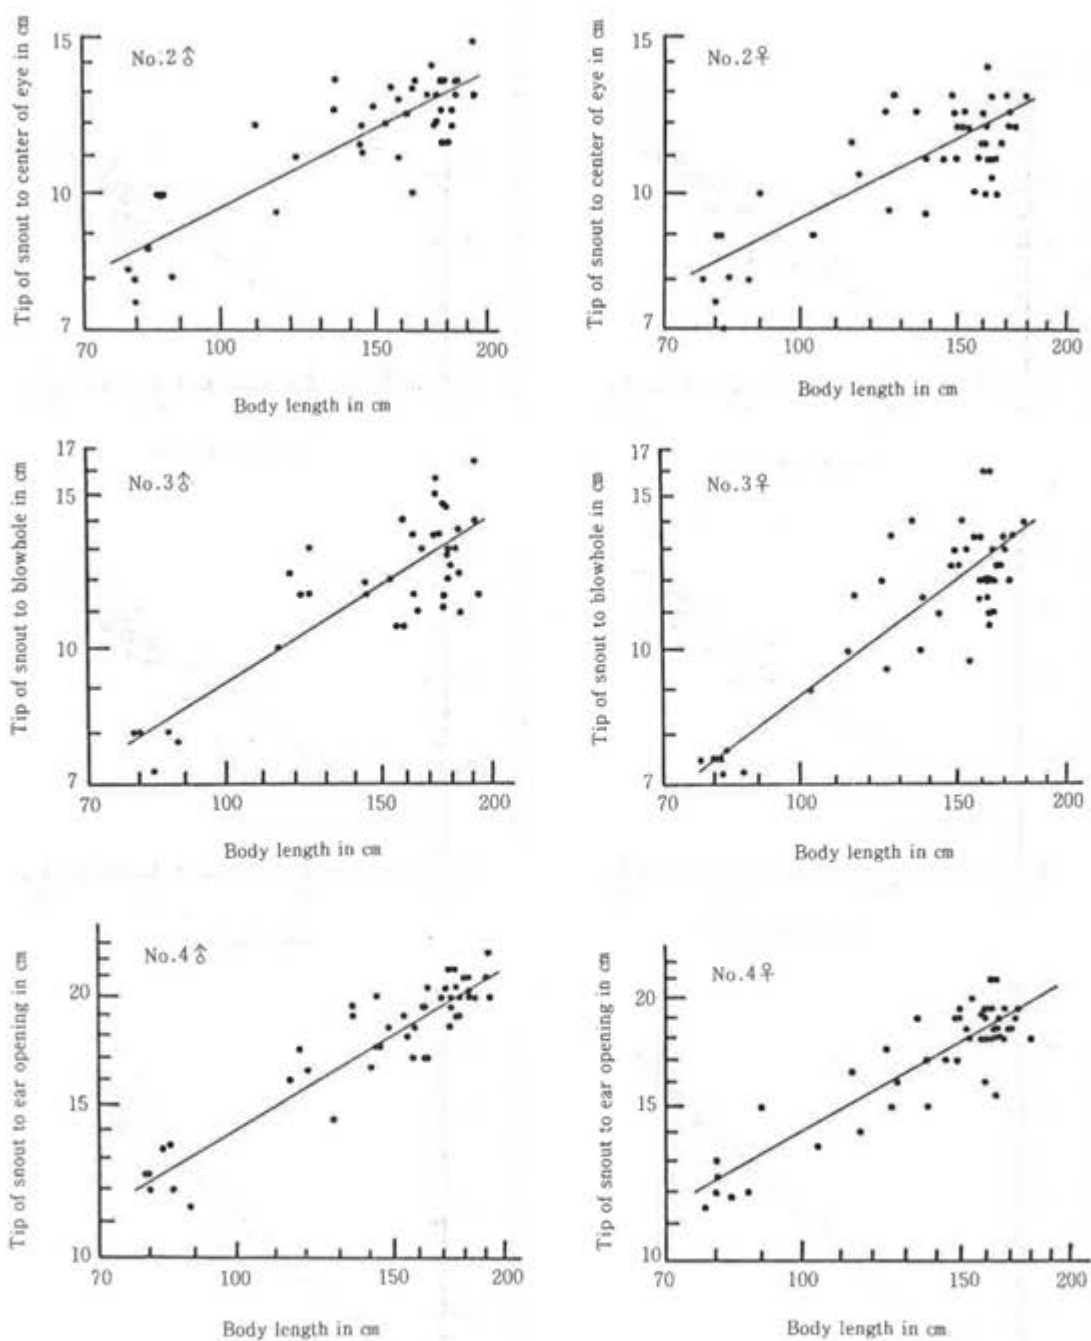 Tip of snout to center of eye in cm
15
10
7
No.2♂
70 100 150 200
Body length in cm
Tip of snout to center of eye in cm
15
10
7
No.2♀
70 100 150 200
Body length in cm
Tip of snout to blowhole in cm
17
15
10
7
No.3♂
70 100 150 200
Body length in cm
Tip of snout to blowhole in cm
17
15
10
7
No.3♀
70 100 150 200
Body length in cm
Tip of snout to ear opening in cm
20
15
10
No.4♂
70 100 150 200
Body length in cm
Tip of snout to ear opening in cm
20
15
10
No.4♀
70 100 150 200
Body length in cm